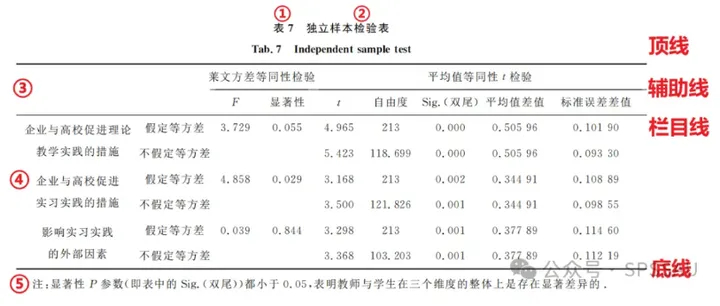 ① ②
表 7 独立样本检验表
Tab. 7 Independent sample test
顶线
③ 莱文方差等同性检验 平均值等同性 t 检验
辅助线
F 显著性 t 自由度 Sig.(双尾) 平均值差值 标准误差差值
栏目线
企业与高校促进理论 假定等方差 3.729 0.055 4.965 213 0.000 0.505 96 0.101 90
教学实践的措施 不假定等方差 5.423 118.699 0.000 0.505 96 0.093 30
④ 企业与高校促进 假定等方差 4.858 0.029 3.168 213 0.002 0.344 91 0.108 89
实习实践的措施 不假定等方差 3.500 121.826 0.001 0.344 91 0.098 55
影响实习实践 假定等方差 0.039 0.844 3.298 213 0.001 0.377 89 0.114 60
的外部因素 不假定等方差 3.368 103.203 0.001 0.377 89 0.112 19
公众号
底线
⑤ 注:显著性 P 参数(即表中的 Sig.(双尾))都小于 0.05,表明教师与学生在三个维度的整体上是存在显著差异的.